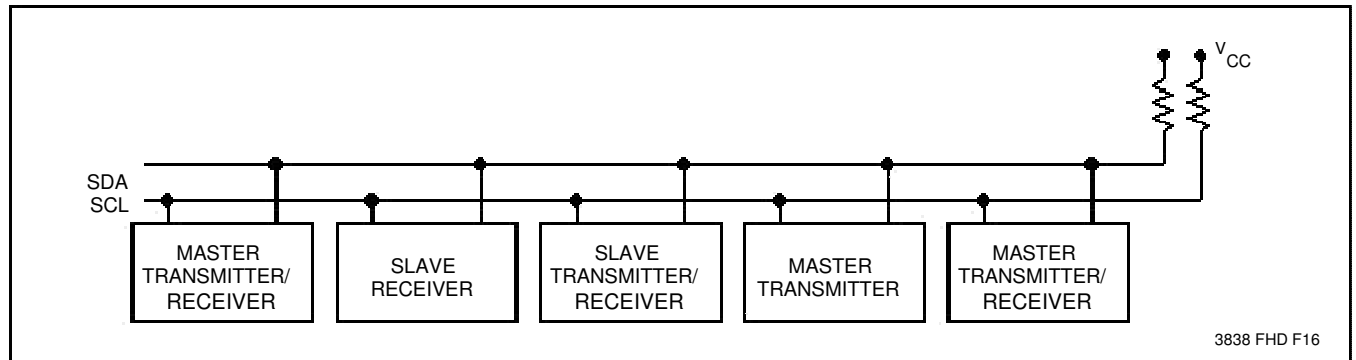 V
CC
SDA
SCL
MASTER
TRANSMITTER/
RECEIVER
SLAVE
RECEIVER
SLAVE
TRANSMITTER/
RECEIVER
MASTER
TRANSMITTER
MASTER
TRANSMITTER/
RECEIVER
3838 FHD F16